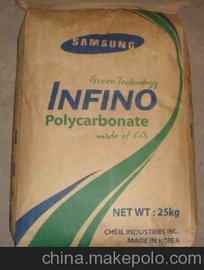 SAMSUNG
Green Technology
INFINO
Polycarbonate
made of CO₂
NET WT : 25kg
CHEIL INDUSTRIES INC.
MADE IN KOREA
china.makepolo.com